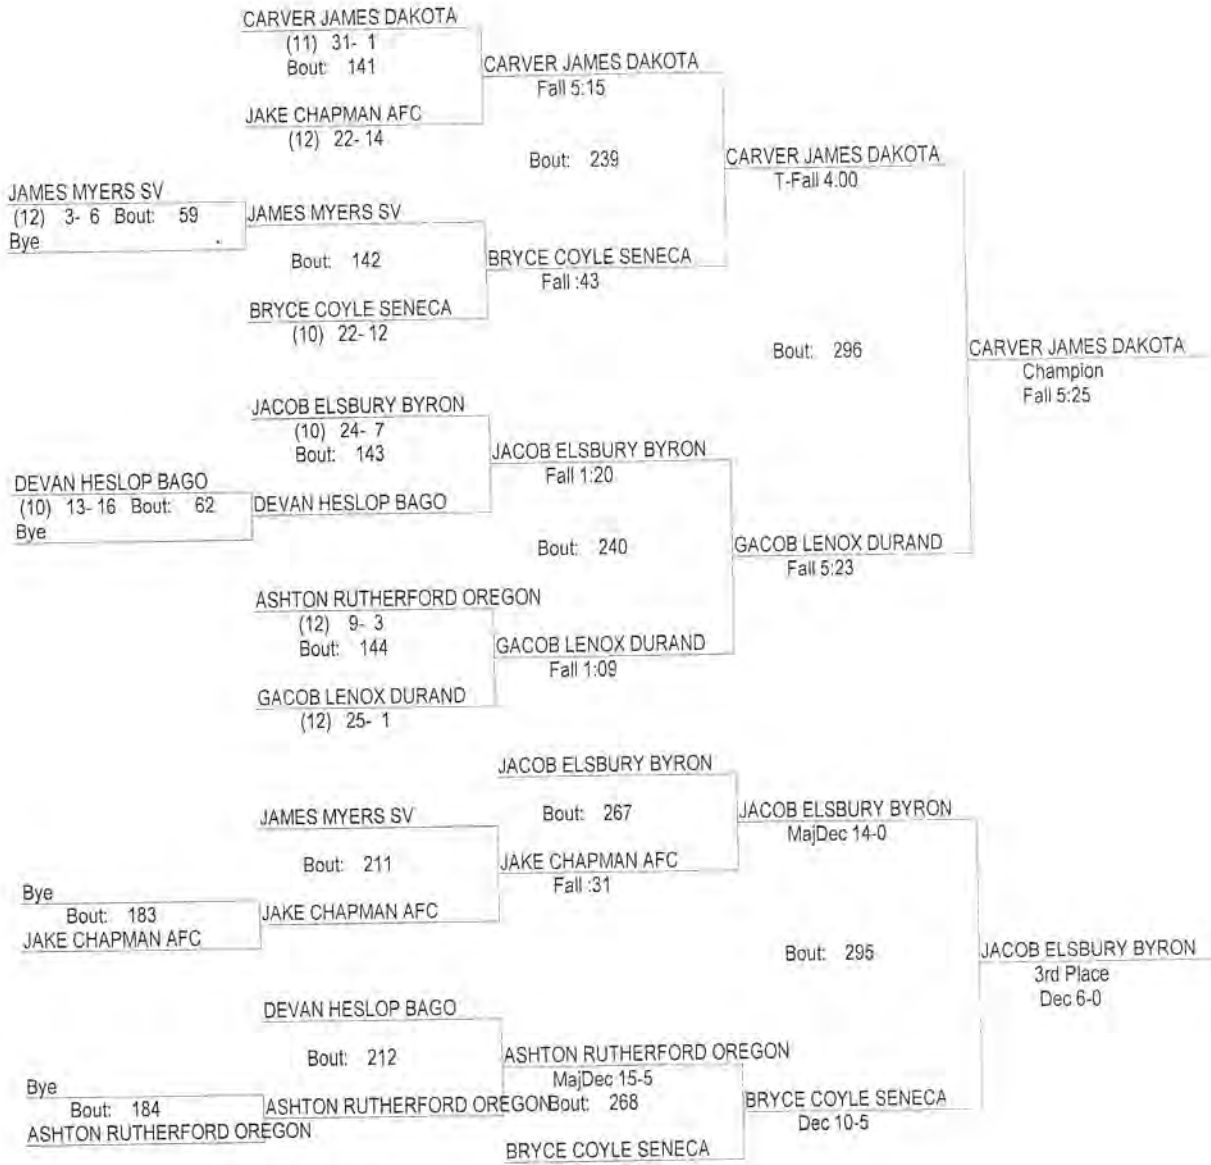 CARVER JAMES DAKOTA
(11) 31- 1
Bout: 141
CARVER JAMES DAKOTA
Fall 5:15
JAKE CHAPMAN AFC
(12) 22- 14
Bout: 239
CARVER JAMES DAKOTA
T-Fall 4.00
JAMES MYERS SV
(12) 3- 6 Bout: 59
Bye
JAMES MYERS SV
Bout: 142
BRYCE COYLE SENECA
Fall :43
BRYCE COYLE SENECA
(10) 22- 12
Bout: 296
CARVER JAMES DAKOTA
Champion
Fall 5:25
JACOB ELSBURY BYRON
(10) 24- 7
Bout: 143
JACOB ELSBURY BYRON
Fall 1:20
DEVAN HESLOP BAGO
(10) 13- 16 Bout: 62
Bye
DEVAN HESLOP BAGO
Bout: 240
GACOB LENOX DURAND
Fall 5:23
ASHTON RUTHERFORD OREGON
(12) 9- 3
Bout: 144
GACOB LENOX DURAND
Fall 1:09
GACOB LENOX DURAND
(12) 25- 1
JACOB ELSBURY BYRON
Bout: 267
JACOB ELSBURY BYRON
MajDec 14-0
JAMES MYERS SV
Bout: 211
JAKE CHAPMAN AFC
Fall :31
Bye
Bout: 183
JAKE CHAPMAN AFC
JAKE CHAPMAN AFC
Bout: 295
JACOB ELSBURY BYRON
3rd Place
Dec 6-0
DEVAN HESLOP BAGO
Bout: 212
ASHTON RUTHERFORD OREGON
MajDec 15-5
Bye
Bout: 184
ASHTON RUTHERFORD OREGON
ASHTON RUTHERFORD OREGON
Bout: 268
BRYCE COYLE SENECA
Dec 10-5
BRYCE COYLE SENECA